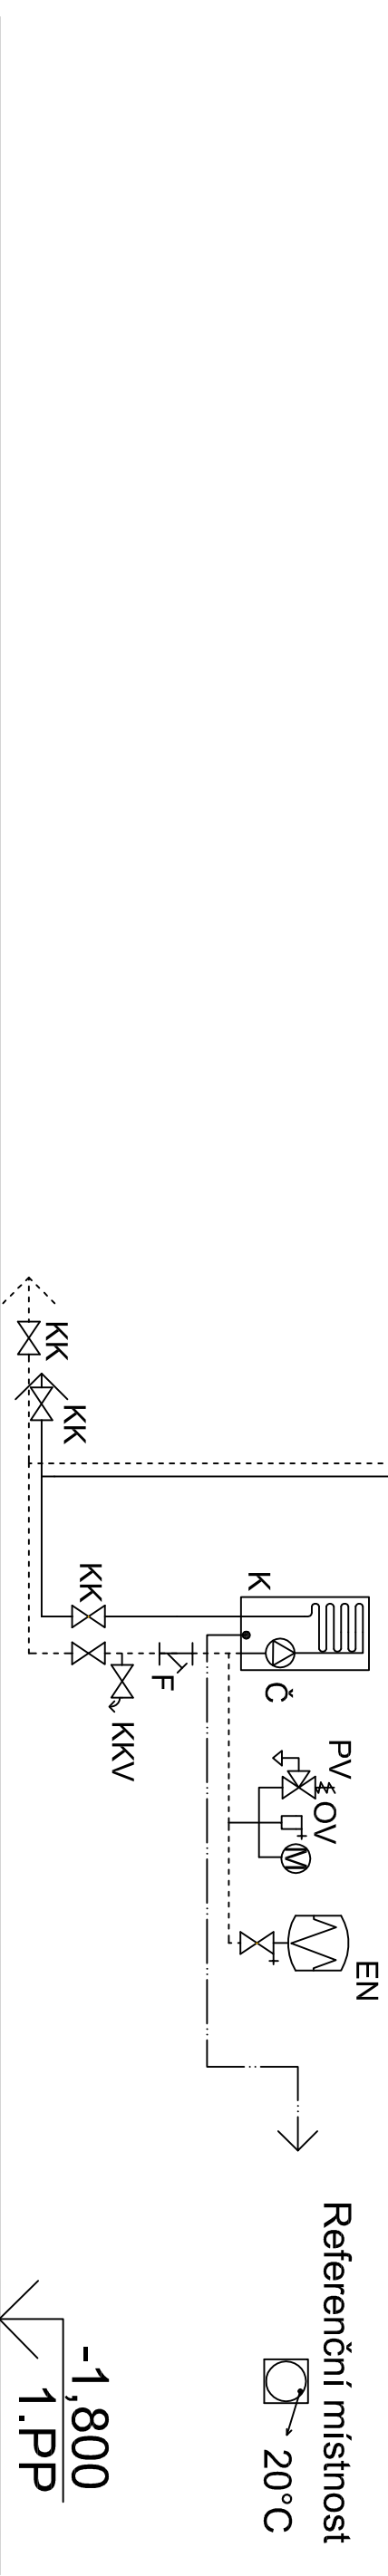 KK
KK
KK
K
Č
F
KKV
PV
OV
M
EN
Referenční místnost
20°C
-1,800
1.PP